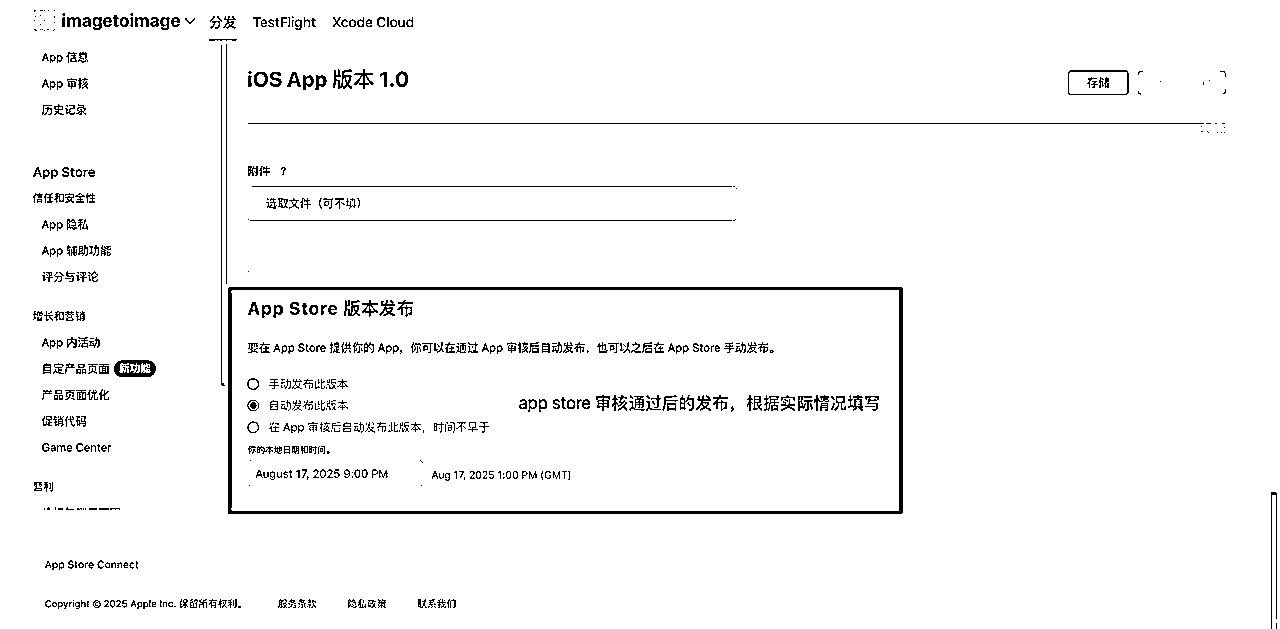 imagetoimage 分发 TestFlight Xcode Cloud
App 信息
App 审核
历史记录
App Store
信任和安全性
App 隐私
App 辅助功能
评分与评论
增长和营销
App 内活动
自定产品页面 新功能
产品页面优化
促销代码
Game Center
营利
iOS App 版本 1.0
存储
附件 ?
选取文件（可不填）
App Store 版本发布
要在 App Store 提供你的 App，你可以在通过 App 审核后自动发布，也可以之后在 App Store 手动发布。
手动发布此版本
自动发布此版本
app store 审核通过后的发布，根据实际情况填写
在 App 审核后自动发布此版本，时间不早于
你的本地日期和时间。
August 17, 2025 9:00 PM Aug 17, 2025 1:00 PM (GMT)
App Store Connect
Copyright © 2025 Apple Inc. 保留所有权利。 服务条款 隐私政策 联系我们